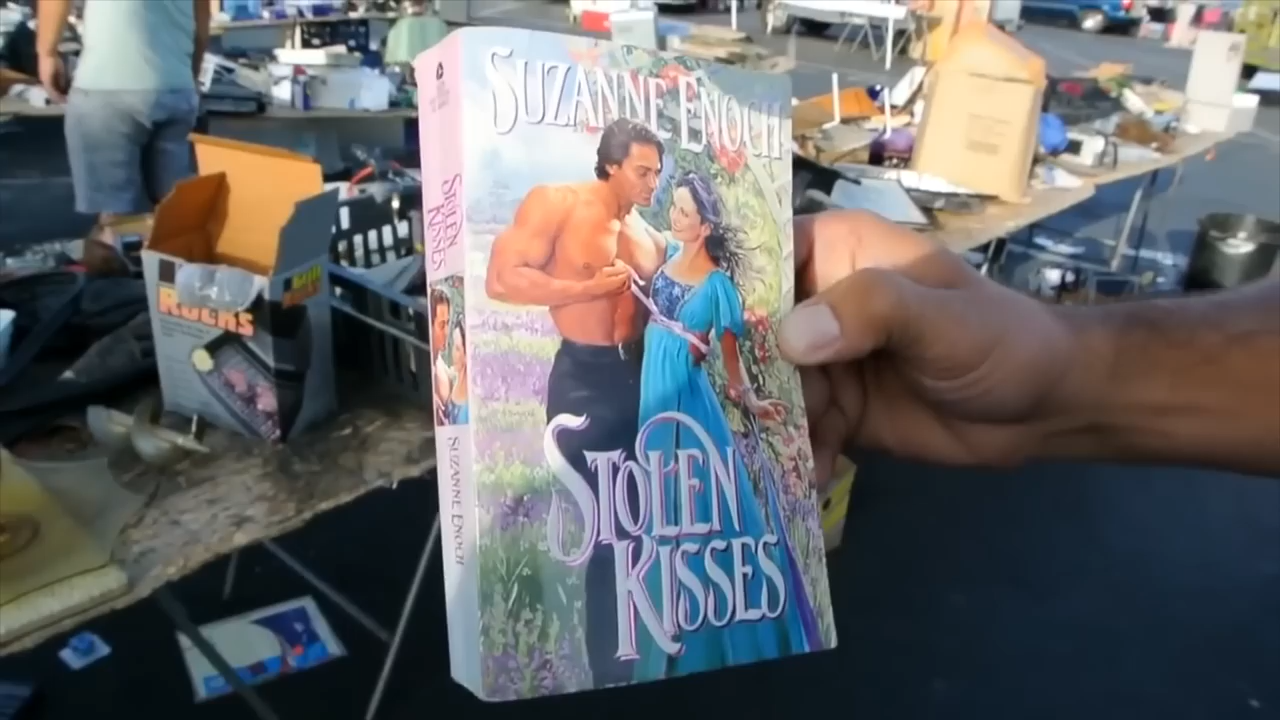 SUZANNE ENOCH
STOLEN
KISSES
STOLEN
KISSES
SUZANNE ENOCH
ROCKS